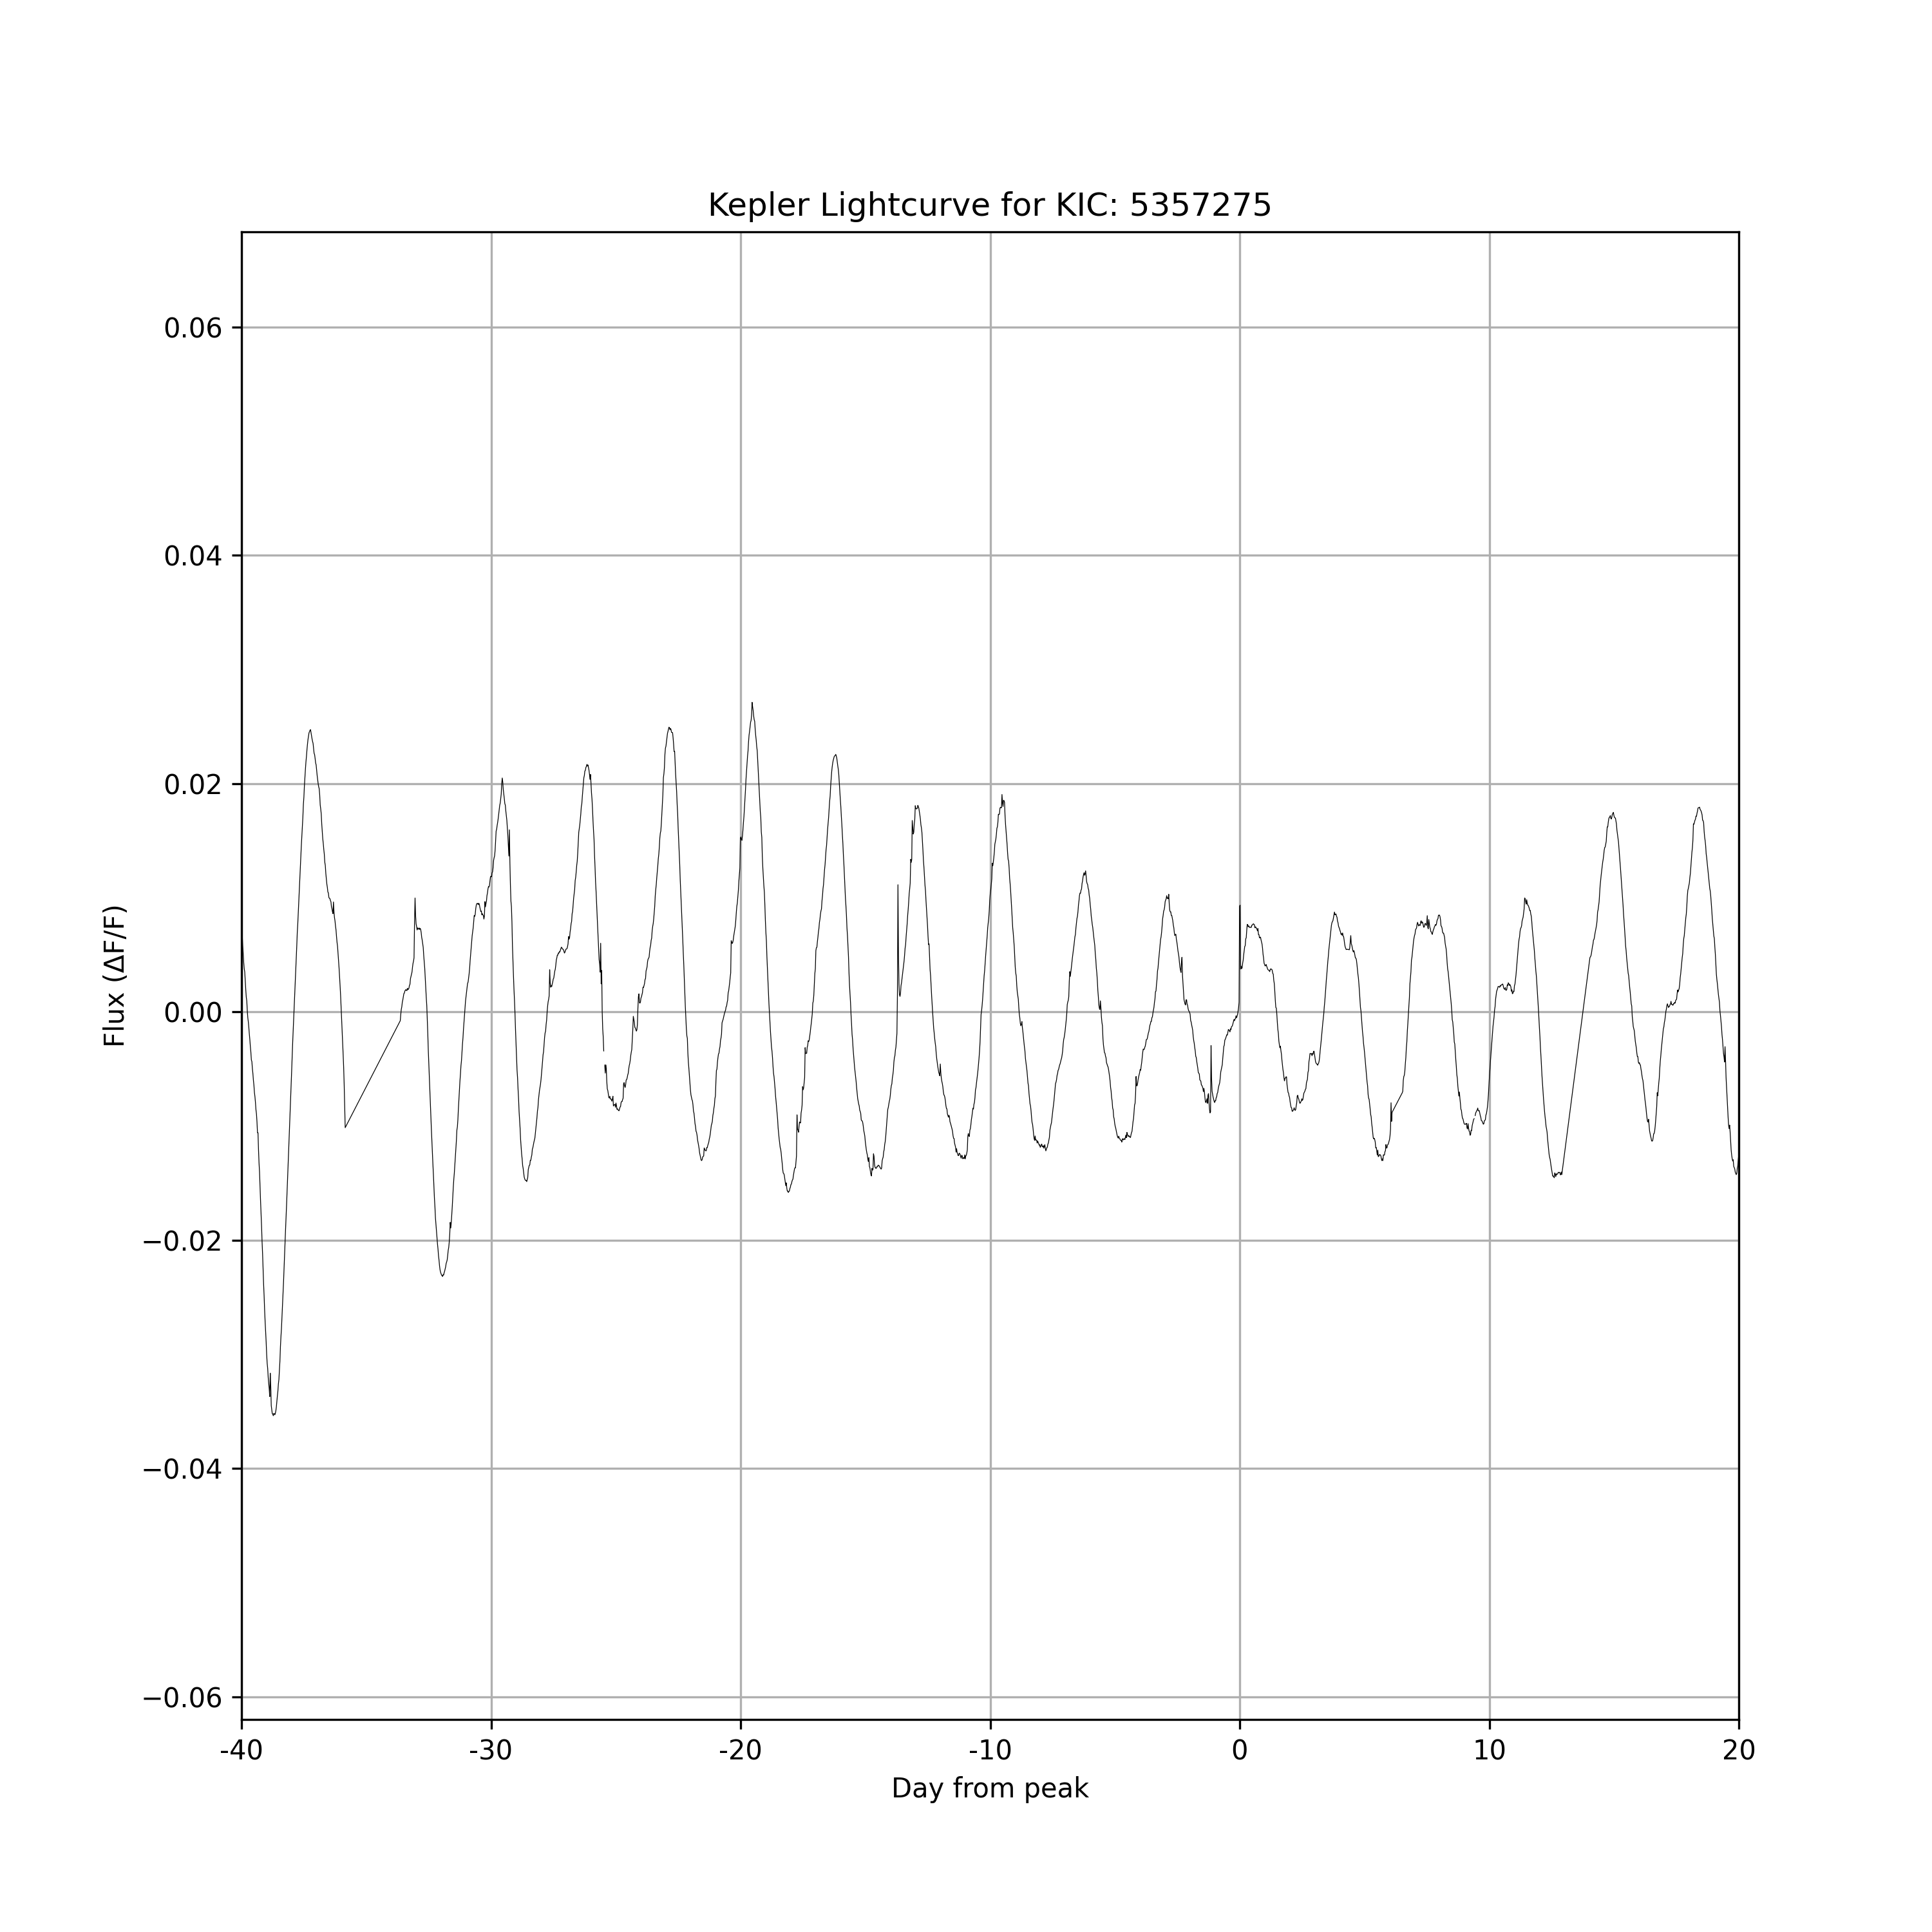 Kepler Lightcurve for KIC: 5357275
0.06
0.04
0.02
0.00
−0.02
−0.04
−0.06
Flux (ΔF/F)
-40 -30 -20 -10 0 10 20
Day from peak